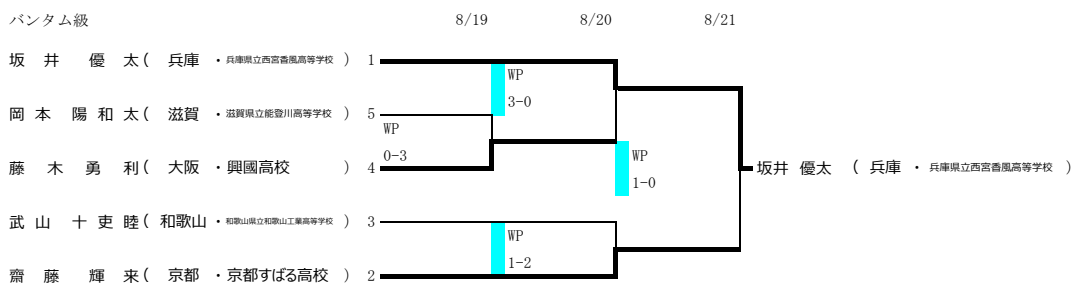 バンタム級 8/19 8/20 8/21
坂井 優太( 兵庫 ・兵庫県立西宮香風高等学校 ) 1
WP
3-0
岡本 陽和太( 滋賀 ・滋賀県立能登川高等学校 ) 5
WP
0-3
藤木勇利( 大阪 ・興國高校 ) 4
WP
1-0
坂井 優太 ( 兵庫 ・ 兵庫県立西宮香風高等学校 )
武山 十吏睦( 和歌山 ・和歌山県立和歌山工業高等学校 ) 3
WP
1-2
齋藤輝来( 京都 ・京都すばる高校 ) 2